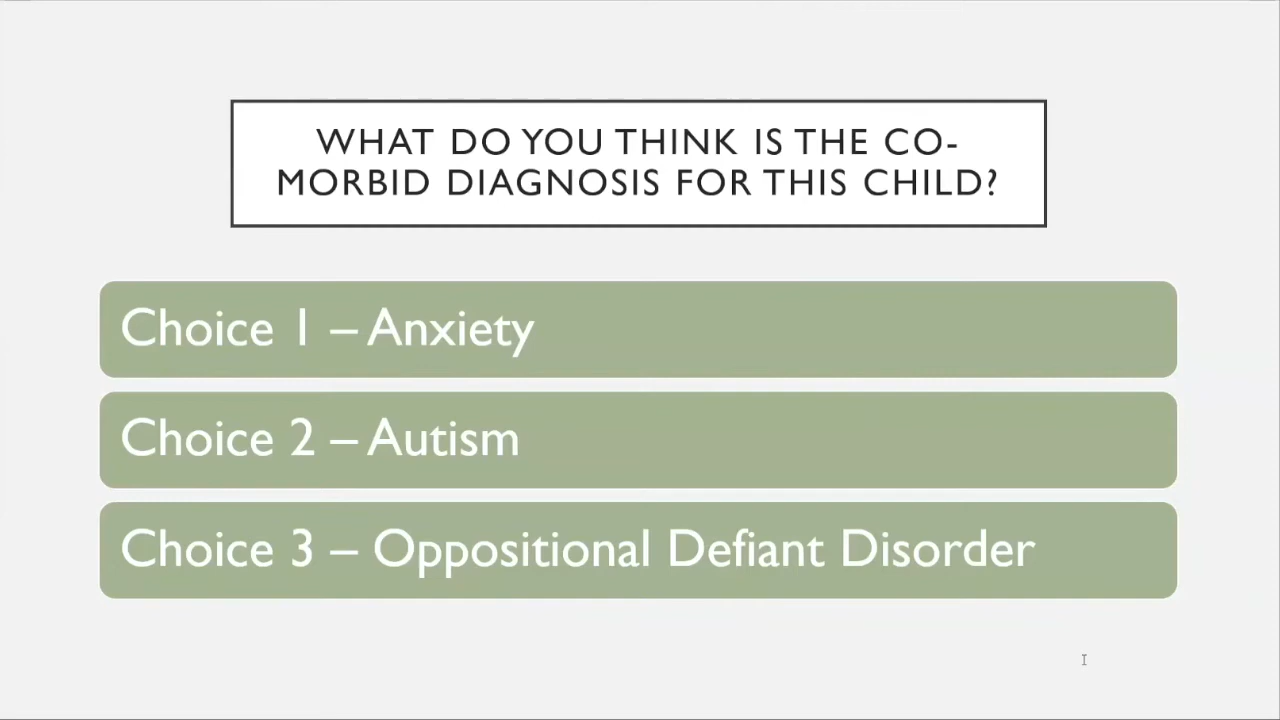 WHAT DO YOU THINK IS THE CO-
MORBID DIAGNOSIS FOR THIS CHILD?
Choice 1 – Anxiety
Choice 2 – Autism
Choice 3 – Oppositional Defiant Disorder